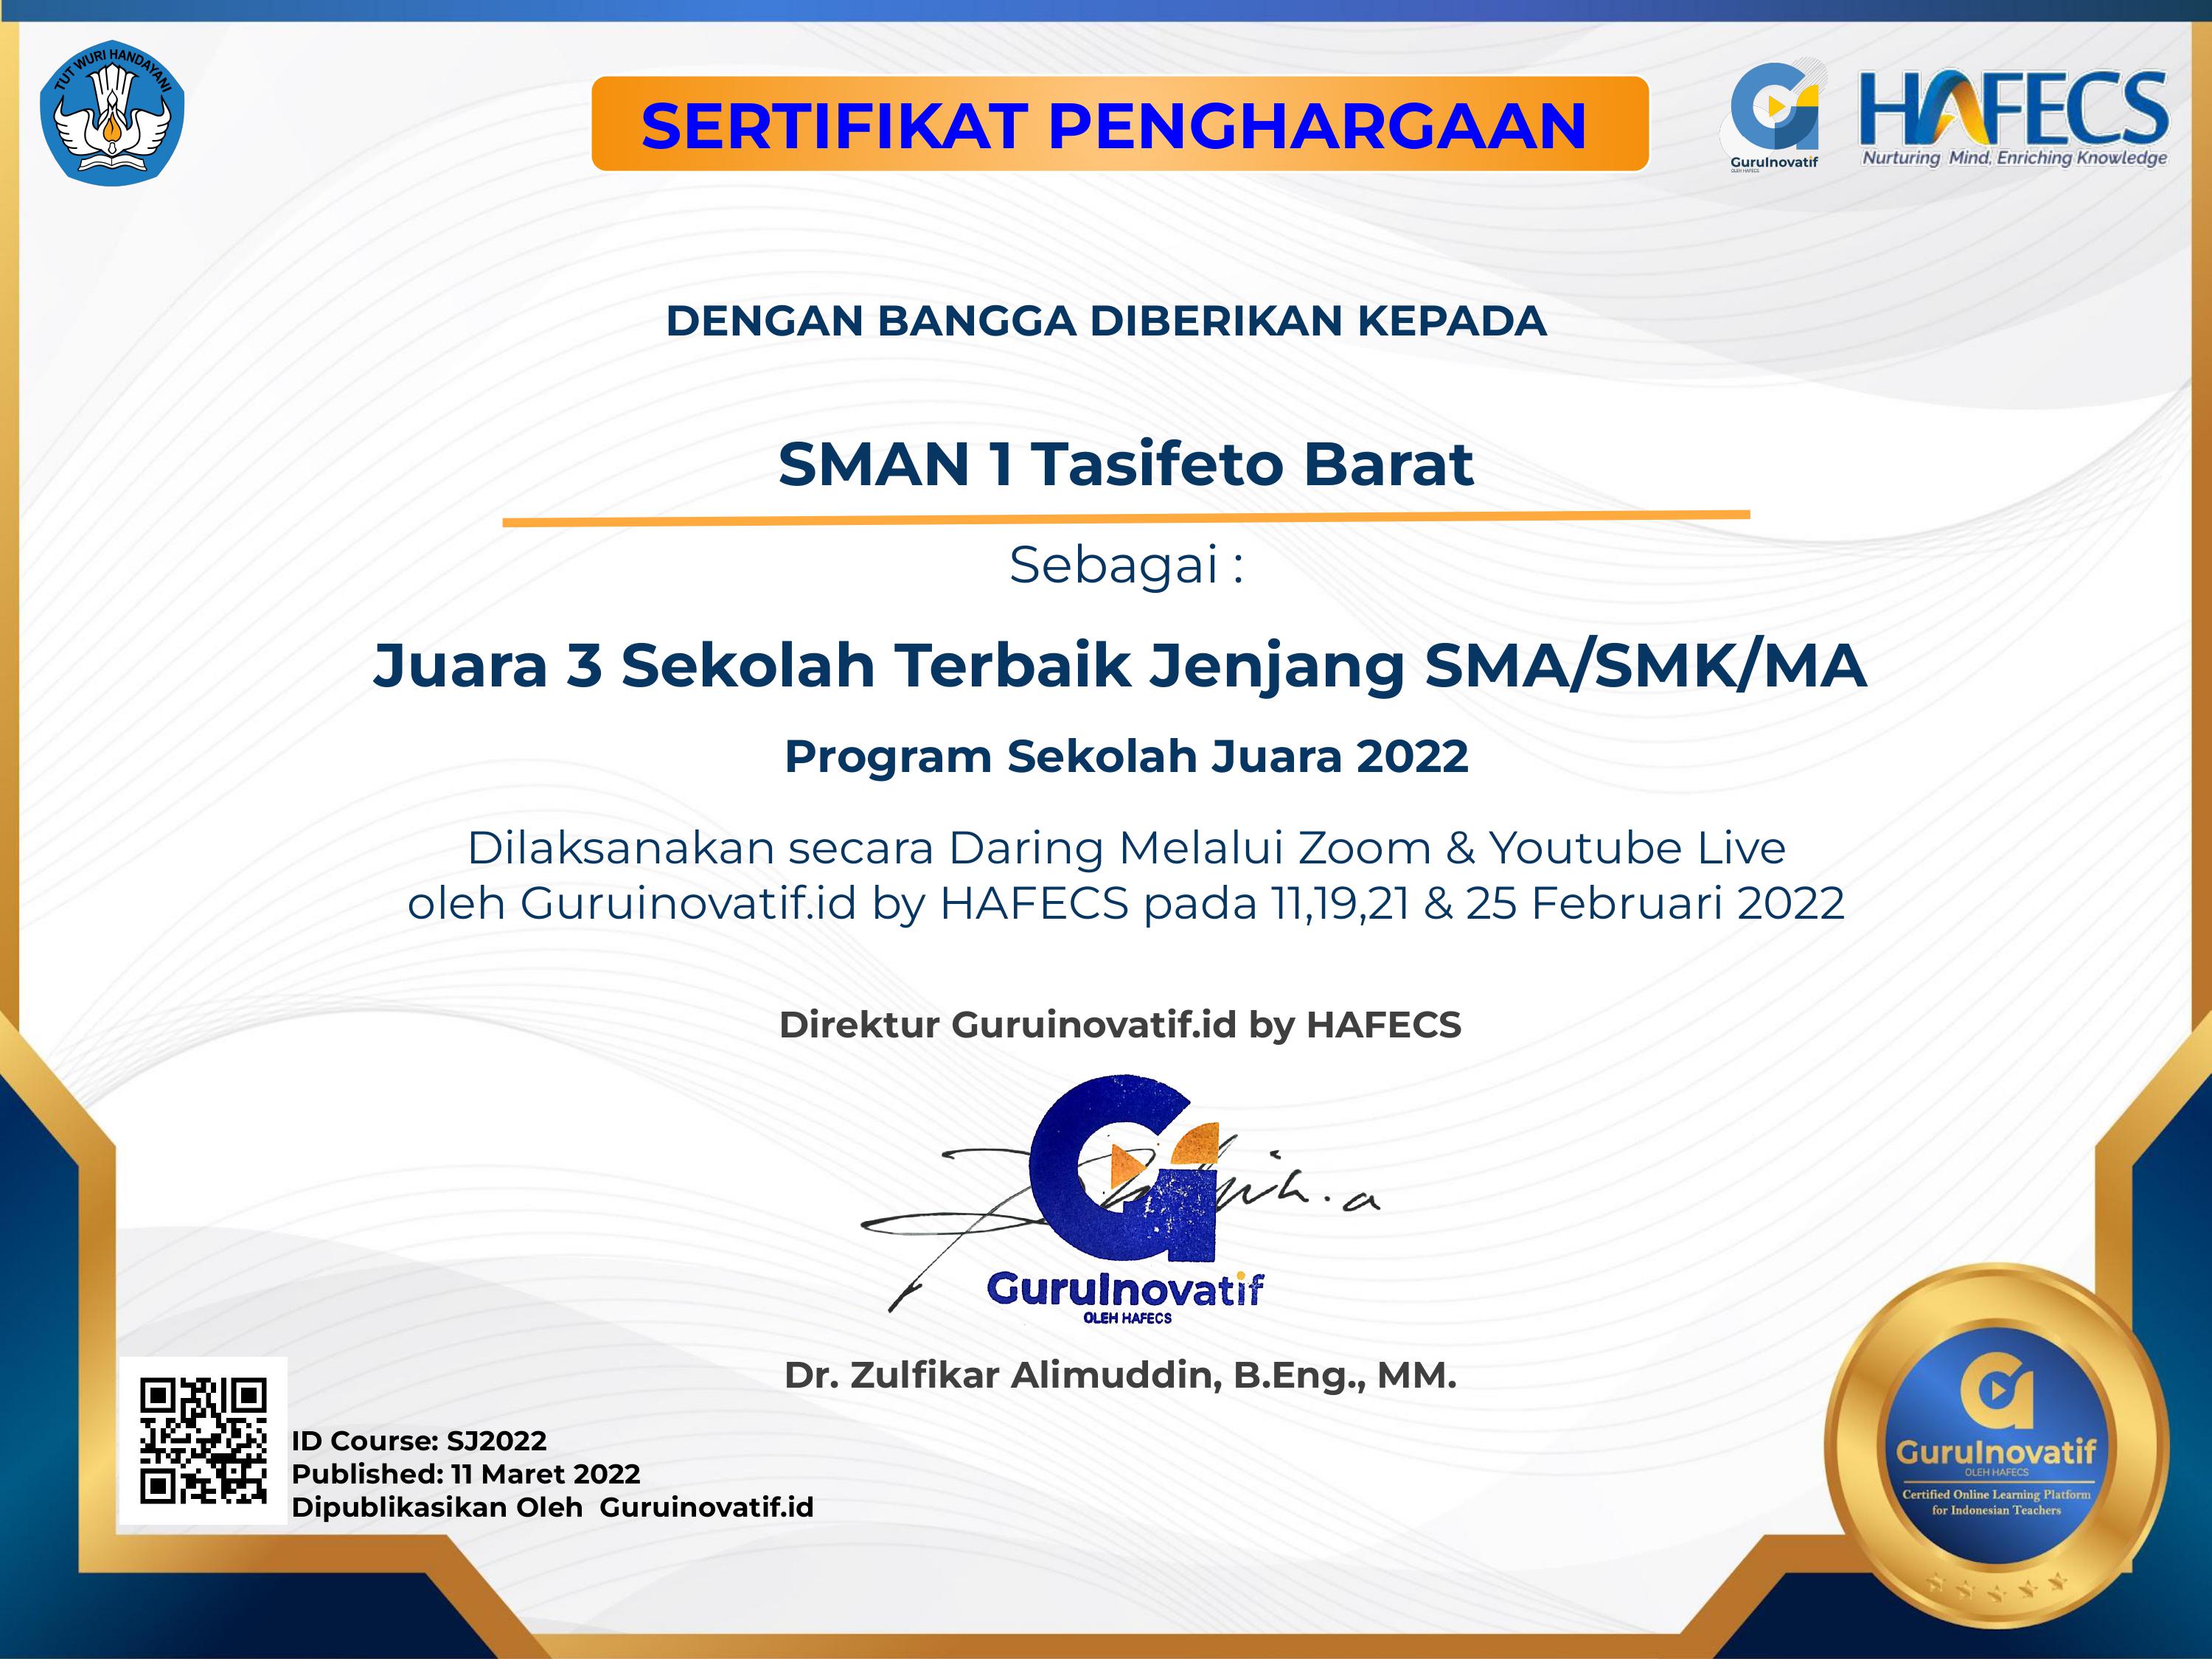 TUT WURI HANDAYANI
SERTIFIKAT PENGHARGAAN
GuruInovatif
OLEH HAFECS
HAFECS
Nurturing Mind, Enriching Knowledge
DENGAN BANGGA DIBERIKAN KEPADA
SMAN 1 Tasifeto Barat
Sebagai :
Juara 3 Sekolah Terbaik Jenjang SMA/SMK/MA
Program Sekolah Juara 2022
Dilaksanakan secara Daring Melalui Zoom & Youtube Live
oleh Guruinovatif.id by HAFECS pada 11,19,21 & 25 Februari 2022
Direktur Guruinovatif.id by HAFECS
GuruInovatif
OLEH HAFECS
Dr. Zulfikar Alimuddin, B.Eng., MM.
ID Course: SJ2022
Published: 11 Maret 2022
Dipublikasikan Oleh  Guruinovatif.id
GuruInovatif
OLEH HAFECS
Certified Online Learning Platform
for Indonesian Teachers